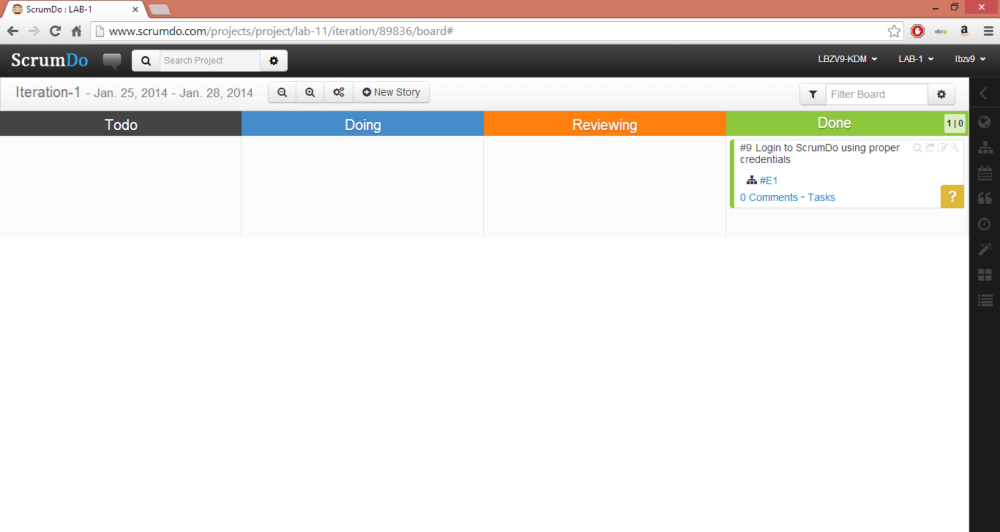 ScrumDo : LAB-1
www.scrumdo.com/projects/project/lab-11/iteration/89836/board#
ebay
a
ScrumDo
Search Project
LBZV9-KDM
LAB-1
lbzv9
Iteration-1 - Jan. 25, 2014 - Jan. 28, 2014
New Story
Filter Board
Todo
Doing
Reviewing
Done
1 | 0
#9 Login to ScrumDo using proper
credentials
#E1
0 Comments - Tasks
?